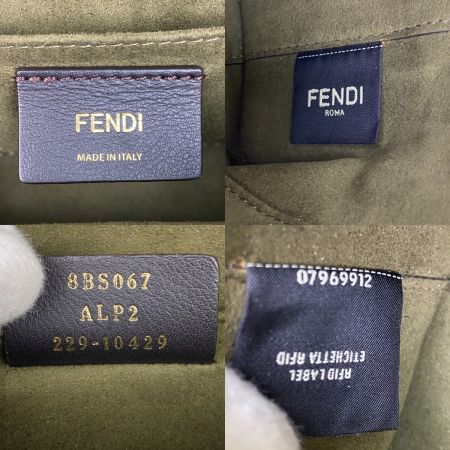 FENDI
MADE IN ITALY
FENDI
ROMA
8BS067
ALP2
229-10429
07969912
RFID LABEL
ETICHETTA RFID